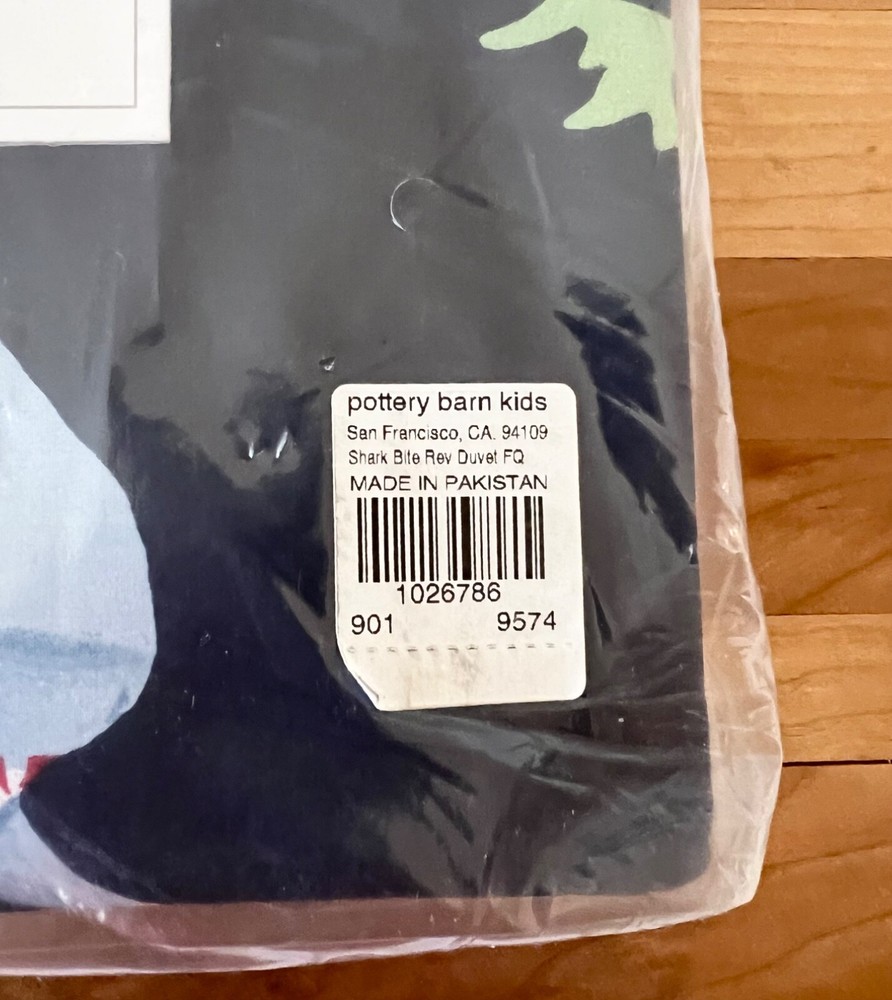 pottery barn kids
San Francisco, CA. 94109
Shark Bite Rev Duvet FQ
MADE IN PAKISTAN
1026786
901 9574